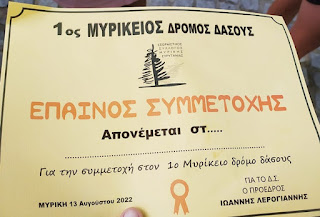 1ος ΜΥΡΙΚΕΙΟΣ ΔΡΟΜΟΣ ΔΑΣΟΥΣ
ΕΠΑΙΝΟΣ ΣΥΜΜΕΤΟΧΗΣ
Απονέμεται στ.....
Για την συμμετοχή στον 1ο Μυρίκειο δρόμο δάσους
ΜΥΡΙΚΗ 13 Αυγούστου 2022
ΓΙΑ ΤΟ Δ.Σ.
Ο ΠΡΟΕΔΡΟΣ
ΙΩΑΝΝΗΣ ΛΕΡΟΓΙΑΝΝΗΣ